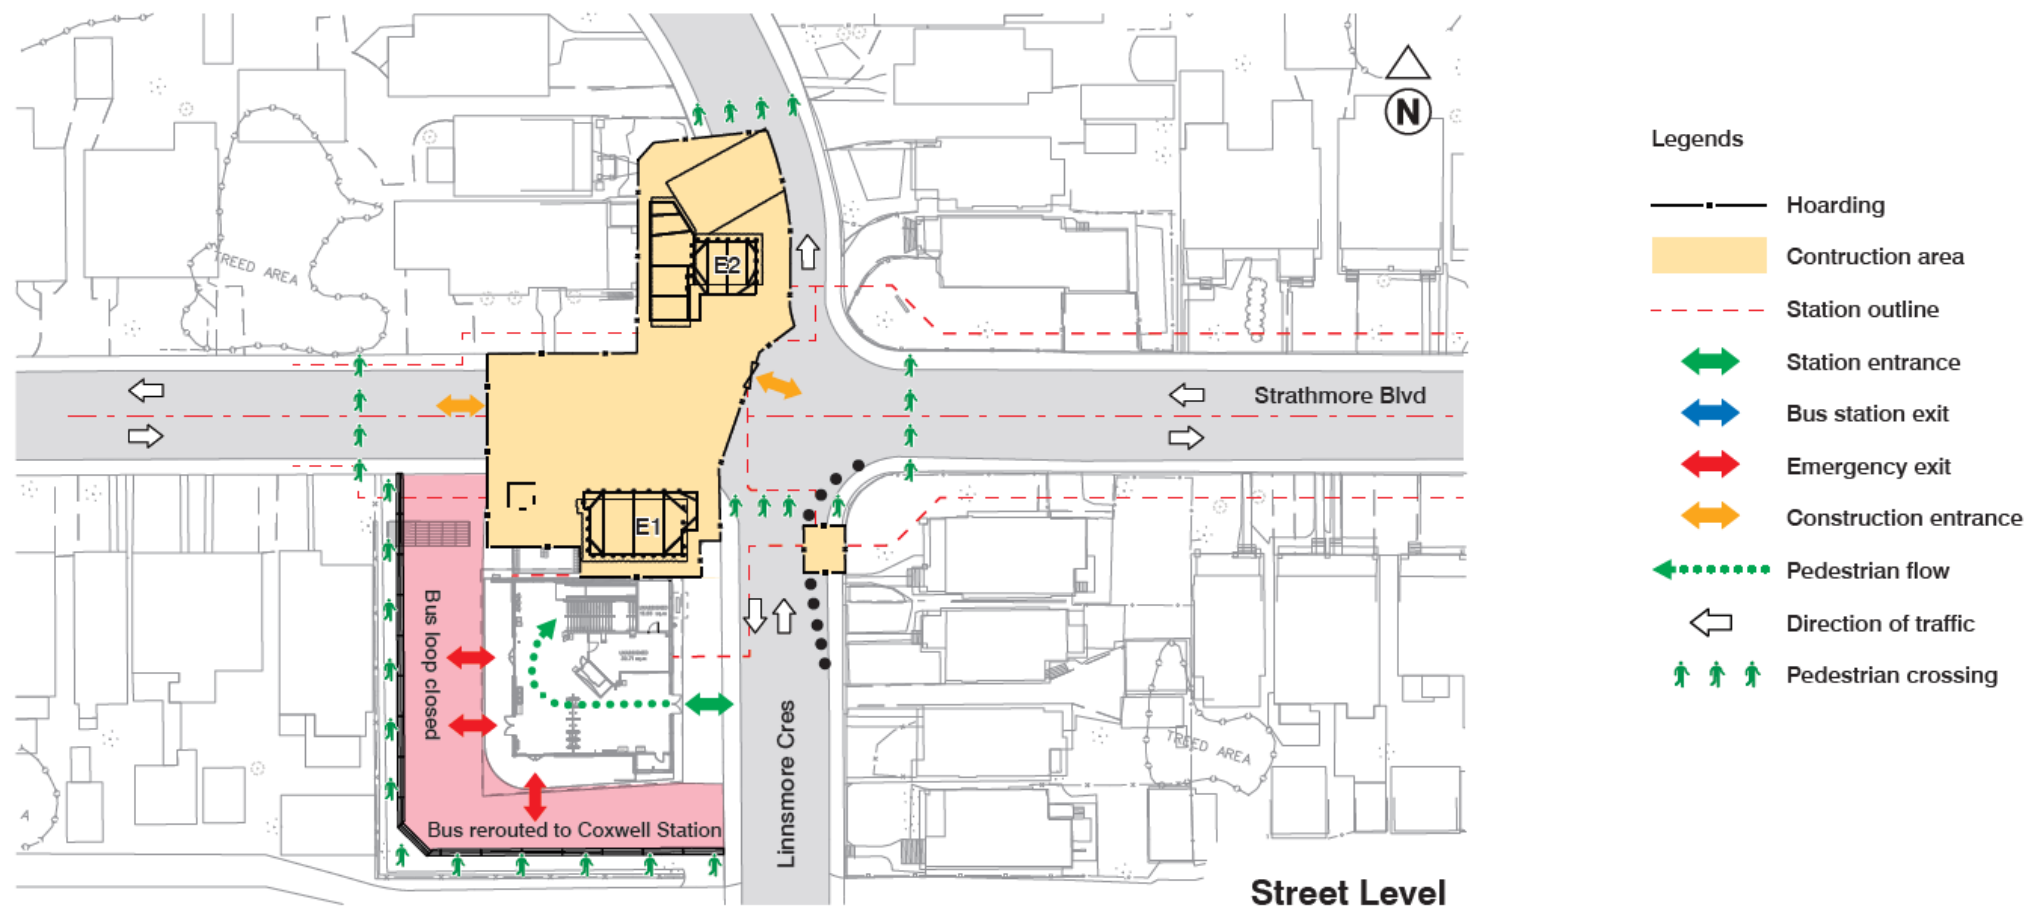 N
Legends
Hoarding
Contruction area
Station outline
Station entrance
Bus station exit
Emergency exit
Construction entrance
Pedestrian flow
Direction of traffic
Pedestrian crossing
TREED AREA
E2
Strathmore Blvd
E1
Bus loop closed
Linnsmore Cres
TREED AREA
A
Bus rerouted to Coxwell Station
Street Level